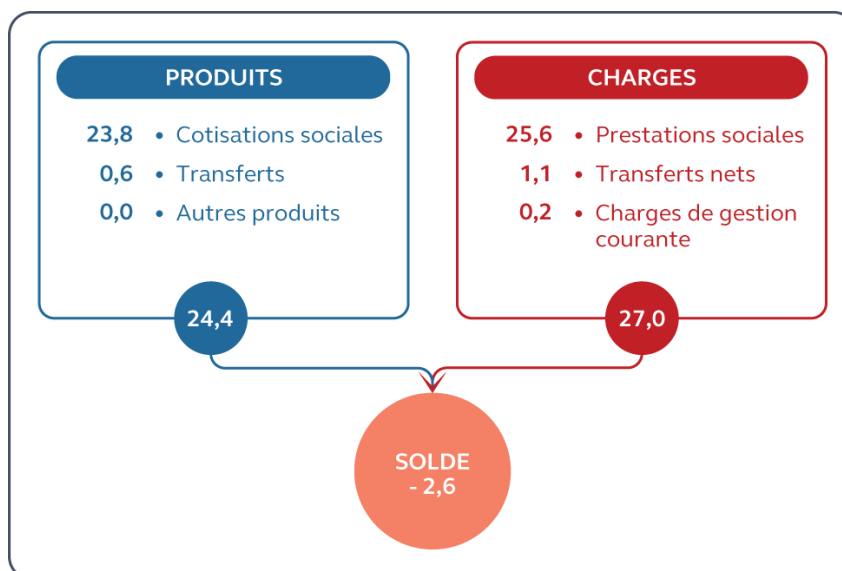 PRODUITS
23,8 • Cotisations sociales
0,6 • Transferts
0,0 • Autres produits
24,4
CHARGES
25,6 • Prestations sociales
1,1 • Transferts nets
0,2 • Charges de gestion
courante
27,0
SOLDE
- 2,6